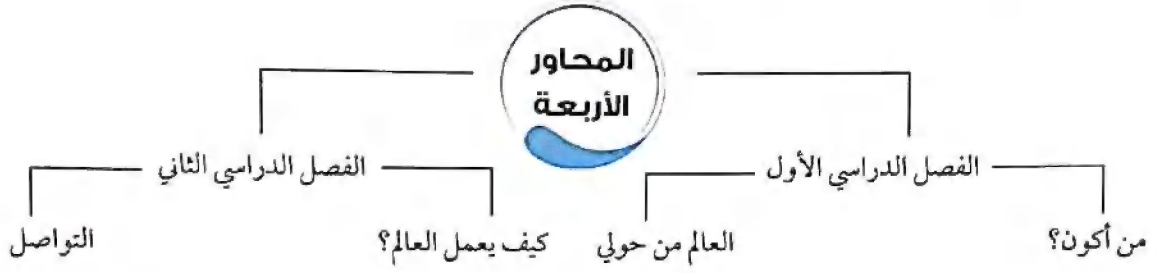 المحاور
الأربعة
الفصل الدراسي الأول
الفصل الدراسي الثاني
من أكون؟
العالم من حولي
كيف يعمل العالم؟
التواصل